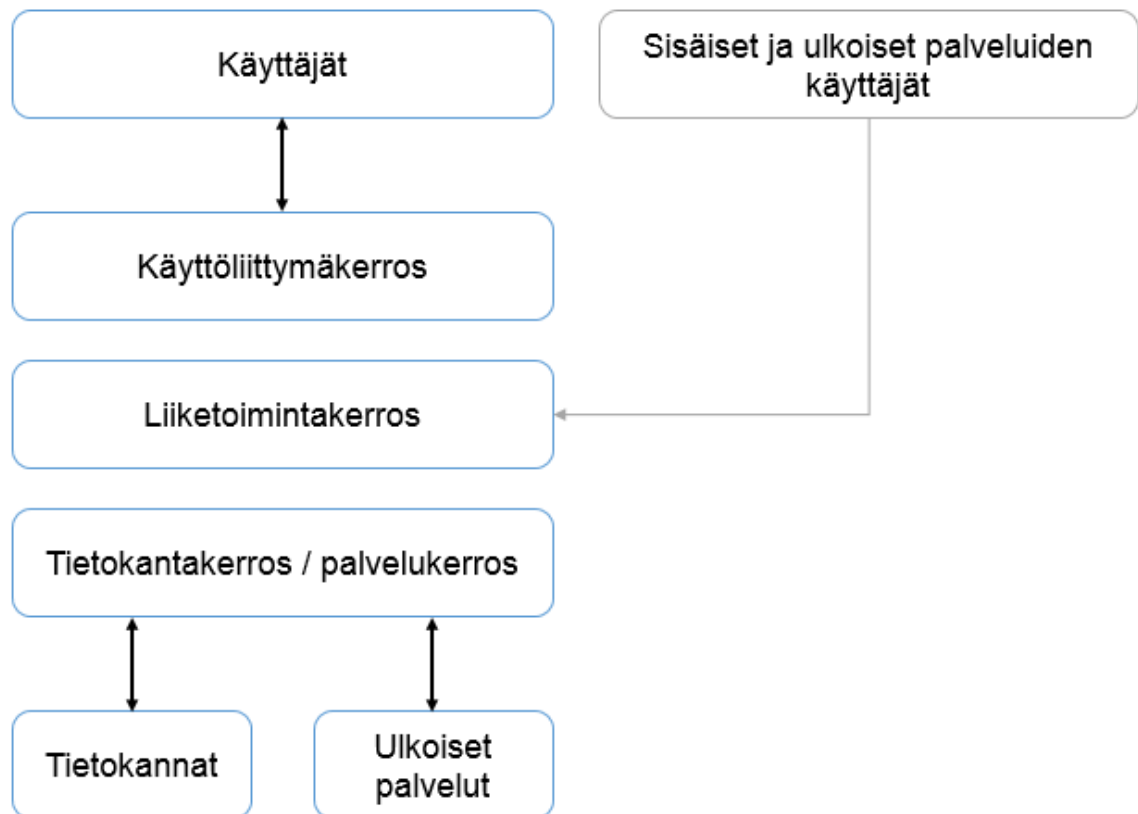 Käyttäjät
Sisäiset ja ulkoiset palveluiden
käyttäjät
Käyttöliittymäkerros
Liiketoimintakerros
Tietokantakerros / palvelukerros
Tietokannat
Ulkoiset
palvelut